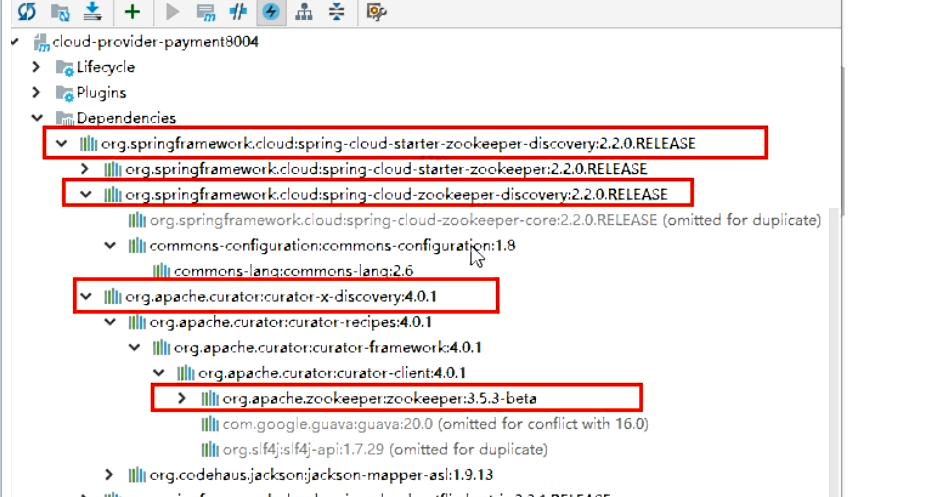 cloud-provider-payment8004
Lifecycle
Plugins
Dependencies
org.springframework.cloud:spring-cloud-starter-zookeeper-discovery:2.2.0.RELEASE
org.springframework.cloud:spring-cloud-starter-zookeeper:2.2.0.RELEASE
org.springframework.cloud:spring-cloud-zookeeper-discovery:2.2.0.RELEASE
org.springframework.cloud:spring-cloud-zookeeper-core:2.2.0.RELEASE (omitted for duplicate)
commons-configuration:commons-configuration:1.8
commons-lang:commons-lang:2.6
org.apache.curator:curator-x-discovery:4.0.1
org.apache.curator:curator-recipes:4.0.1
org.apache.curator:curator-framework:4.0.1
org.apache.curator:curator-client:4.0.1
org.apache.zookeeper:zookeeper:3.5.3-beta
com.google.guava:guava:20.0 (omitted for conflict with 16.0)
org.slf4j:slf4j-api:1.7.29 (omitted for duplicate)
org.codehaus.jackson:jackson-mapper-asl:1.9.13